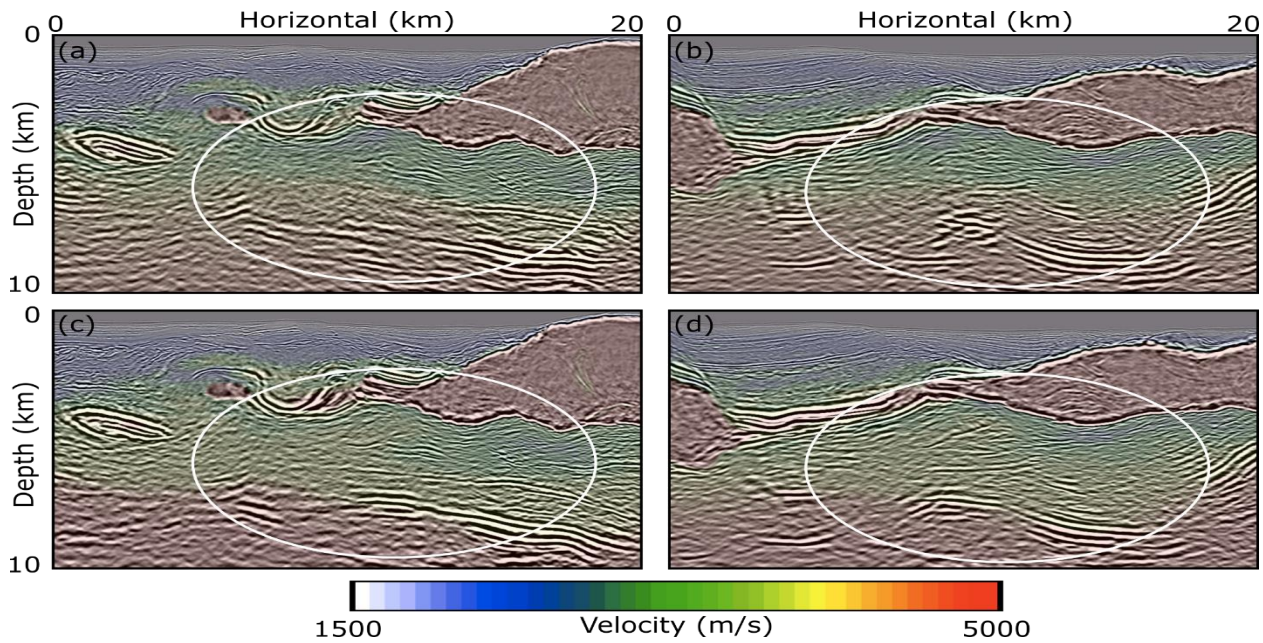 0 Horizontal (km) 20
0 Horizontal (km) 20
0
(a)
(b)
Depth (km)
10
0
(c)
(d)
Depth (km)
10
1500 Velocity (m/s) 5000